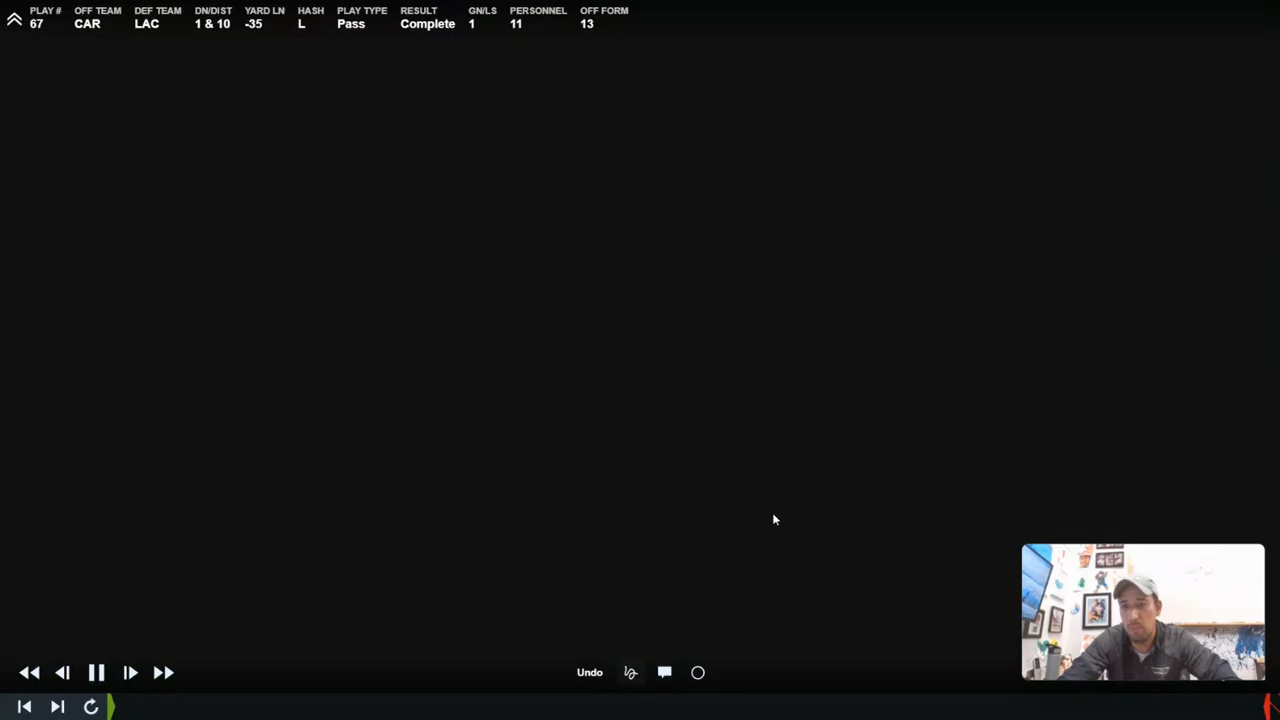 PLAY # OFF TEAM DEF TEAM DN/DIST YARD LN HASH PLAY TYPE RESULT GN/LS PERSONNEL OFF FORM
67 CAR LAC 1 & 10 -35 L Pass Complete 1 11 13
Undo